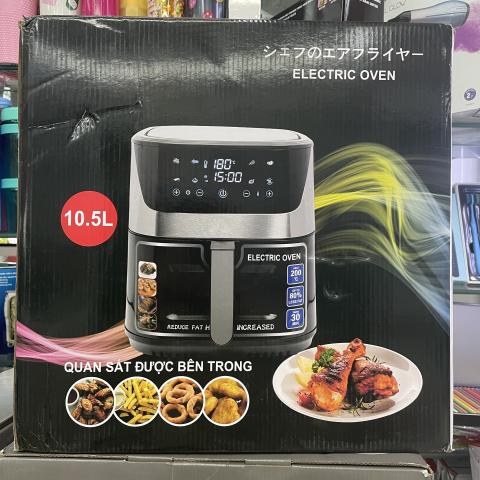 シェフのエアフライヤー
ELECTRIC OVEN
180°C
15:00
10.5L
ELECTRIC OVEN
200
°C
80%
30
REDUCE FAT
INCREASED
QUAN SÁT ĐƯỢC BÊN TRONG